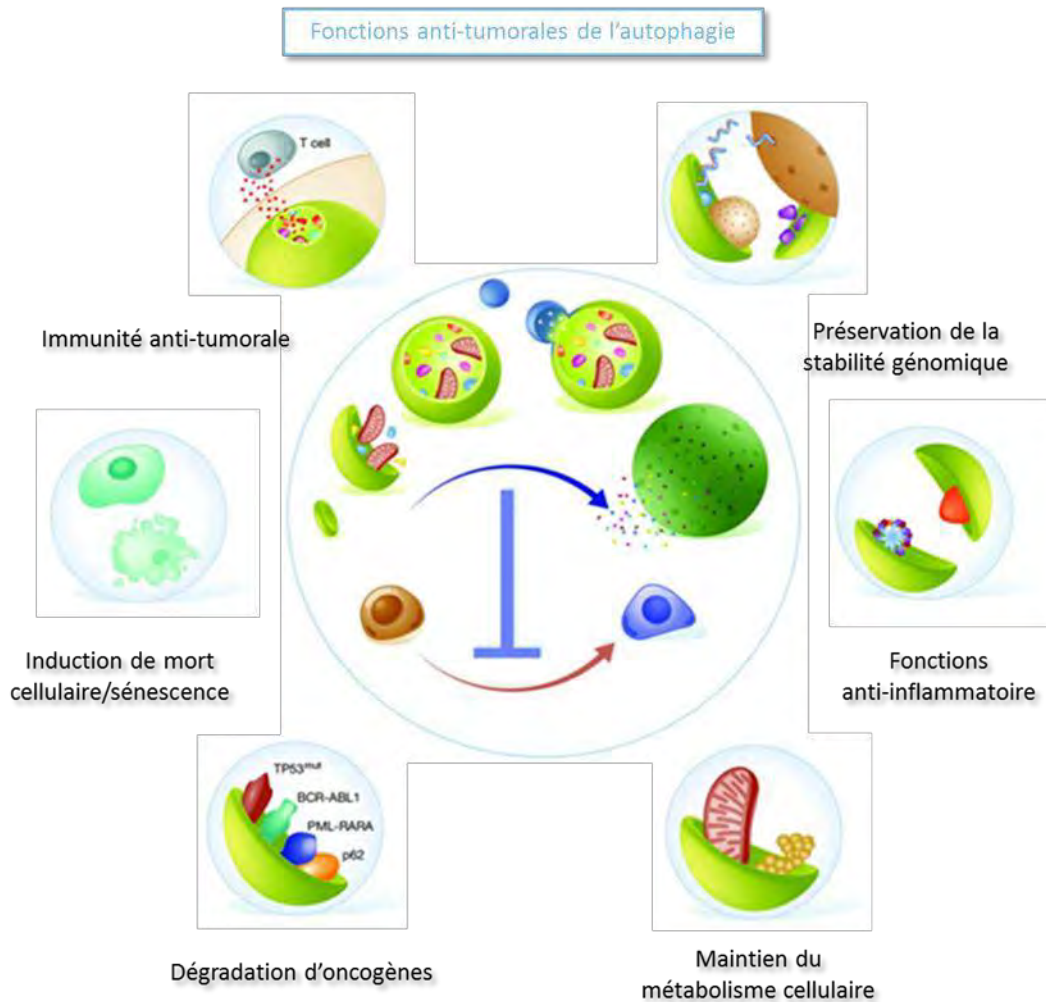 Fonctions anti-tumorales de l'autophagie
T cell
Immunité anti-tumorale
Préservation de la
stabilité génomique
Induction de mort
cellulaire/sénescence
Fonctions
anti-inflammatoire
TP53mut
BCR-ABL1
PML-RARA
p62
Dégradation d'oncogènes
Maintien du
métabolisme cellulaire